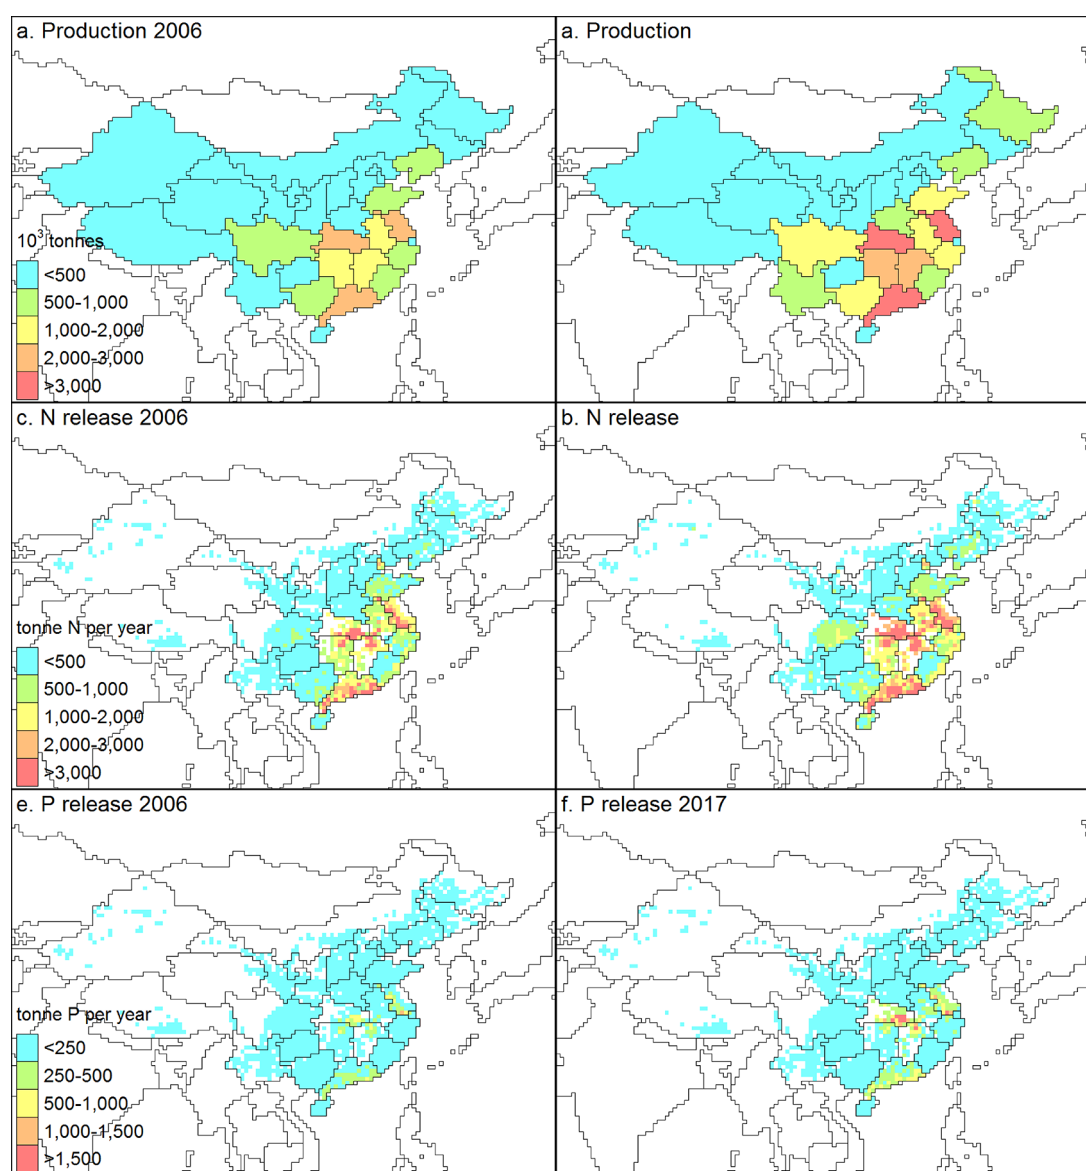 a. Production 2006
a. Production
10³ tonnes
<500
500-1,000
1,000-2,000
2,000-3,000
>3,000
c. N release 2006
b. N release
tonne N per year
<500
500-1,000
1,000-2,000
2,000-3,000
>3,000
e. P release 2006
f. P release 2017
tonne P per year
<250
250-500
500-1,000
1,000-1,500
>1,500